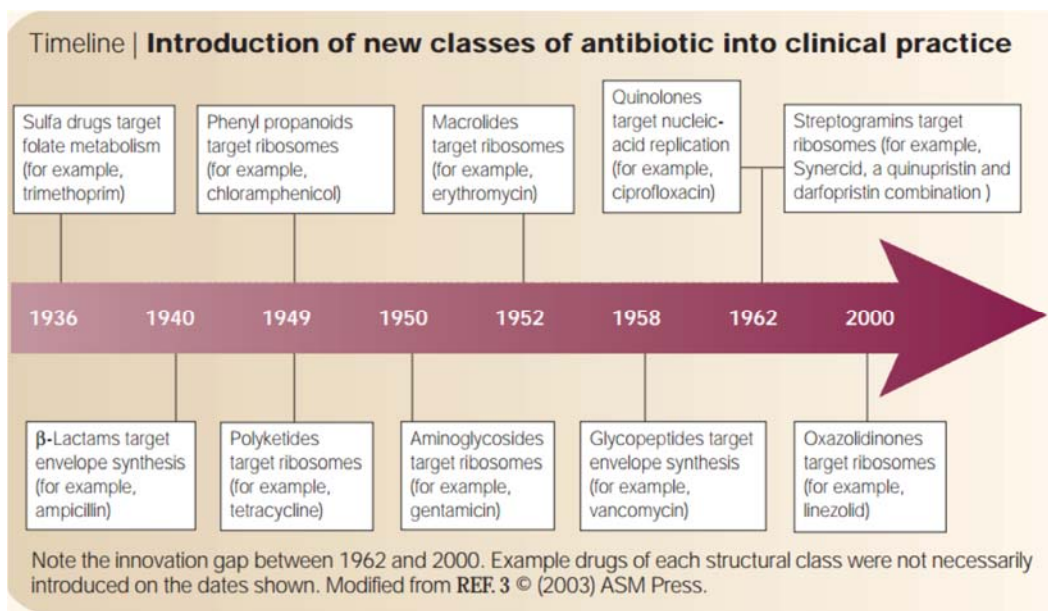 Timeline | Introduction of new classes of antibiotic into clinical practice
Sulfa drugs target
folate metabolism
(for example,
trimethoprim)
Phenyl propanoids
target ribosomes
(for example,
chloramphenicol)
Macrolides
target ribosomes
(for example,
erythromycin)
Quinolones
target nucleic-
acid replication
(for example,
ciprofloxacin)
Streptogramins target
ribosomes (for example,
Synercid, a quinupristin and
darfopristin combination )
1936 1940 1949 1950 1952 1958 1962 2000
β-Lactams target
envelope synthesis
(for example,
ampicillin)
Polyketides
target ribosomes
(for example,
tetracycline)
Aminoglycosides
target ribosomes
(for example,
gentamicin)
Glycopeptides target
envelope synthesis
(for example,
vancomycin)
Oxazolidinones
target ribosomes
(for example,
linezolid)
Note the innovation gap between 1962 and 2000. Example drugs of each structural class were not necessarily
introduced on the dates shown. Modified from REF. 3 © (2003) ASM Press.